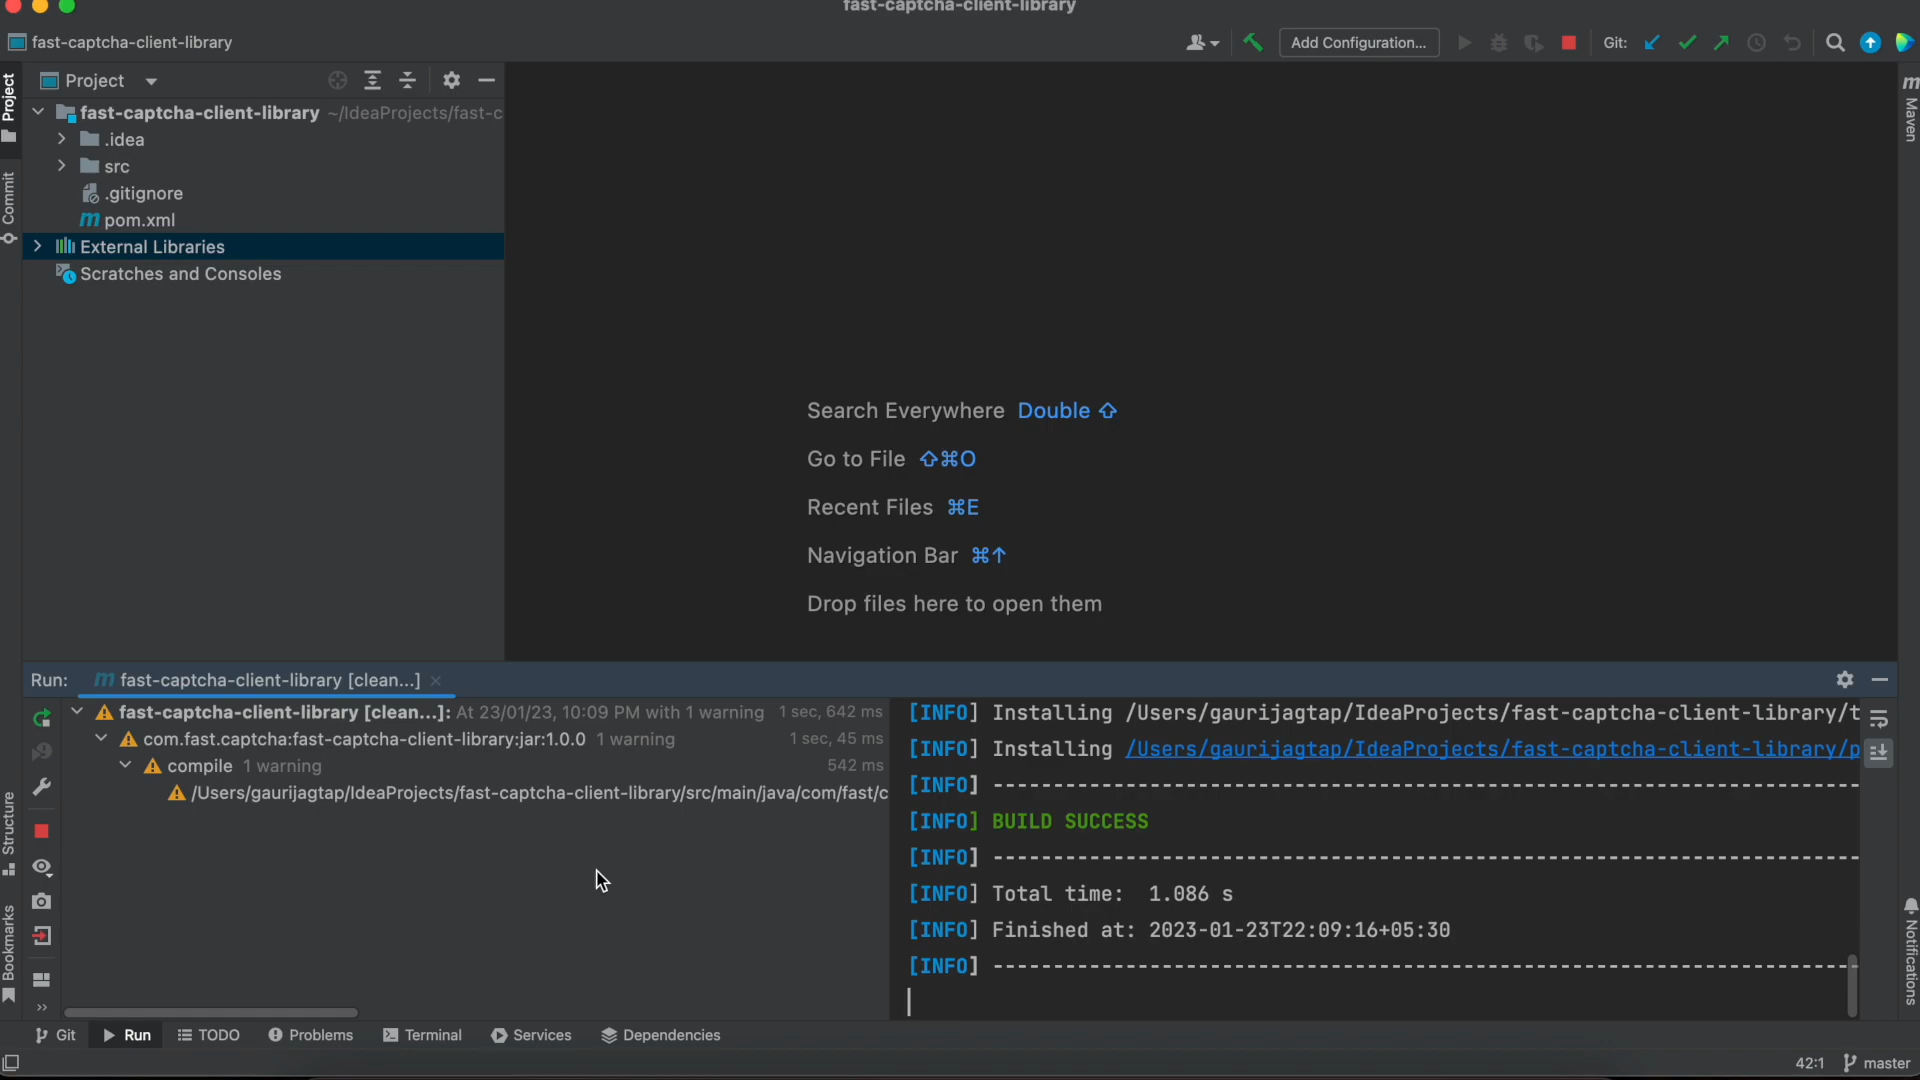 fast-captcha-client-library
fast-captcha-client-library
Add Configuration...
Git:
Project
Project
fast-captcha-client-library ~/IdeaProjects/fast-c
.idea
src
.gitignore
pom.xml
External Libraries
Scratches and Consoles
Commit
Maven
Search Everywhere Double ⇧
Go to File ⇧⌘O
Recent Files ⌘E
Navigation Bar ⌘↑
Drop files here to open them
Run: fast-captcha-client-library [clean...]
fast-captcha-client-library [clean...]: At 23/01/23, 10:09 PM with 1 warning 1 sec, 642 ms
com.fast.captcha:fast-captcha-client-library:jar:1.0.0 1 warning 1 sec, 45 ms
compile 1 warning 542 ms
/Users/gaurijagtap/IdeaProjects/fast-captcha-client-library/src/main/java/com/fast/c
[INFO] Installing /Users/gaurijagtap/IdeaProjects/fast-captcha-client-library/t
[INFO] Installing /Users/gaurijagtap/IdeaProjects/fast-captcha-client-library/p
[INFO] ------------------------------------------------------------------------
[INFO] BUILD SUCCESS
[INFO] ------------------------------------------------------------------------
[INFO] Total time:  1.086 s
[INFO] Finished at: 2023-01-23T22:09:16+05:30
[INFO] ------------------------------------------------------------------------
Structure
Bookmarks
Notifications
Git
Run
TODO
Problems
Terminal
Services
Dependencies
42:1
master